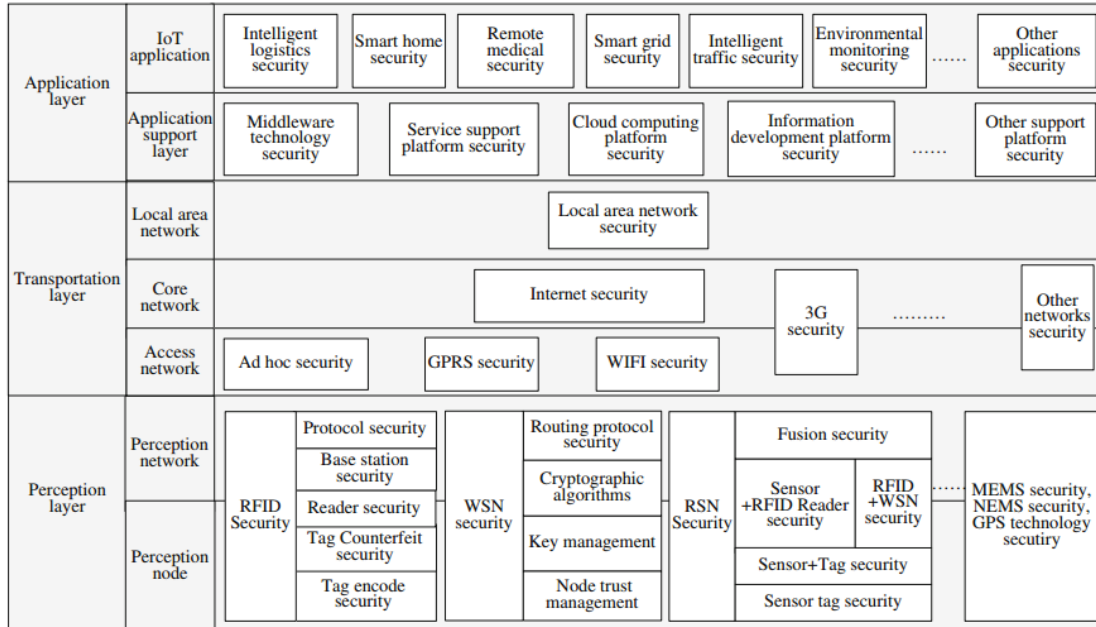 Application
layer
IoT
application
Intelligent
logistics
security
Smart home
security
Remote
medical
security
Smart grid
security
Intelligent
traffic security
Environmental
monitoring
security
......
Other
applications
security
Application
support
layer
Middleware
technology
security
Service support
platform security
Cloud computing
platform
security
Information
development platform
security
......
Other support
platform
security
Transportation
layer
Local area
network
Local area network
security
Core
network
Internet security
3G
security
.........
Other
networks
security
Access
network
Ad hoc security
GPRS security
WIFI security
Perception
layer
Perception
network
Perception
node
RFID
Security
Protocol security
Base station
security
Reader security
Tag Counterfeit
security
Tag encode
security
WSN
security
Routing protocol
security
Cryptographic
algorithms
Key management
Node trust
management
RSN
Security
Fusion security
Sensor
+RFID Reader
security
RFID
+WSN
security
Sensor+Tag security
Sensor tag security
......
MEMS security,
NEMS security,
GPS technology
secutiry